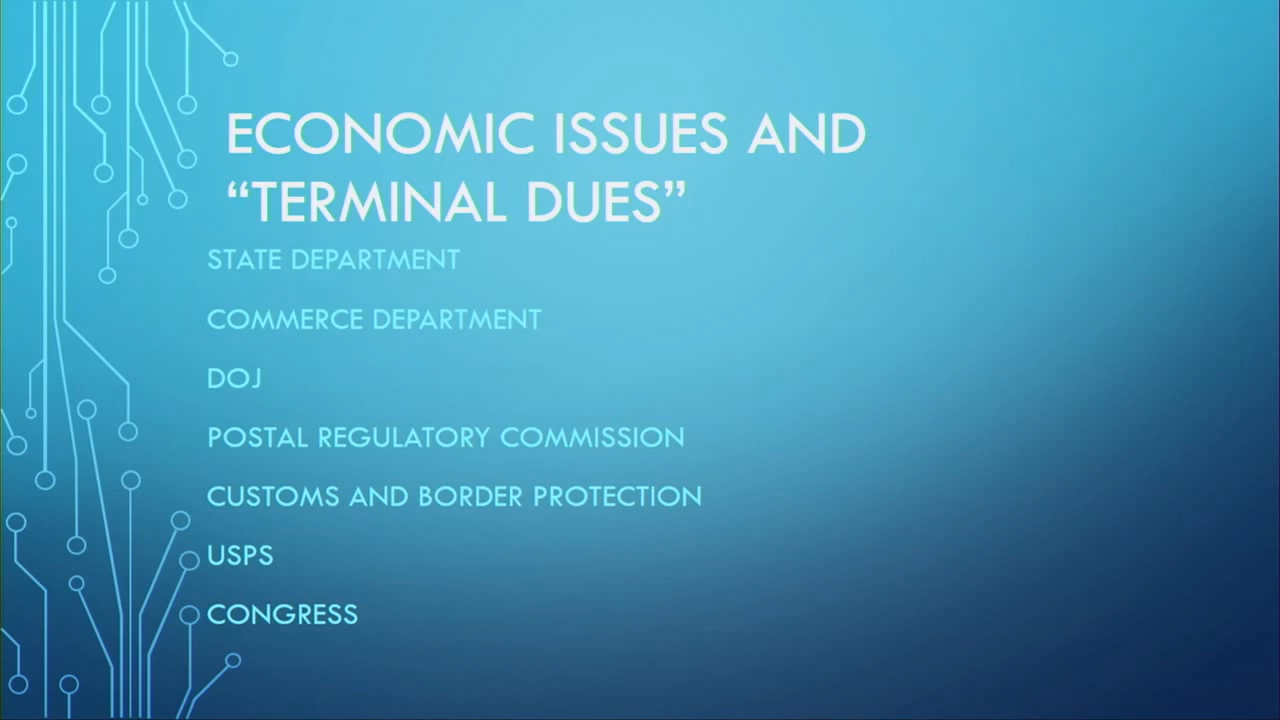 ECONOMIC ISSUES AND
“TERMINAL DUES”
STATE DEPARTMENT
COMMERCE DEPARTMENT
DOJ
POSTAL REGULATORY COMMISSION
CUSTOMS AND BORDER PROTECTION
USPS
CONGRESS